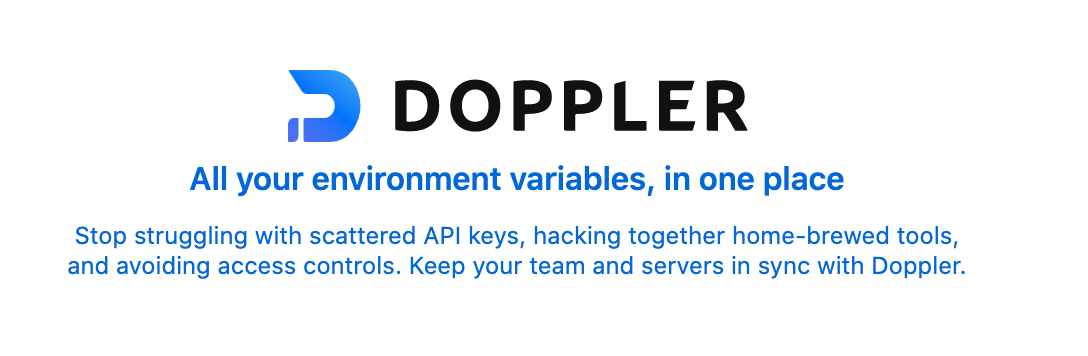 DOPPLER
All your environment variables, in one place
Stop struggling with scattered API keys, hacking together home-brewed tools,
and avoiding access controls. Keep your team and servers in sync with Doppler.